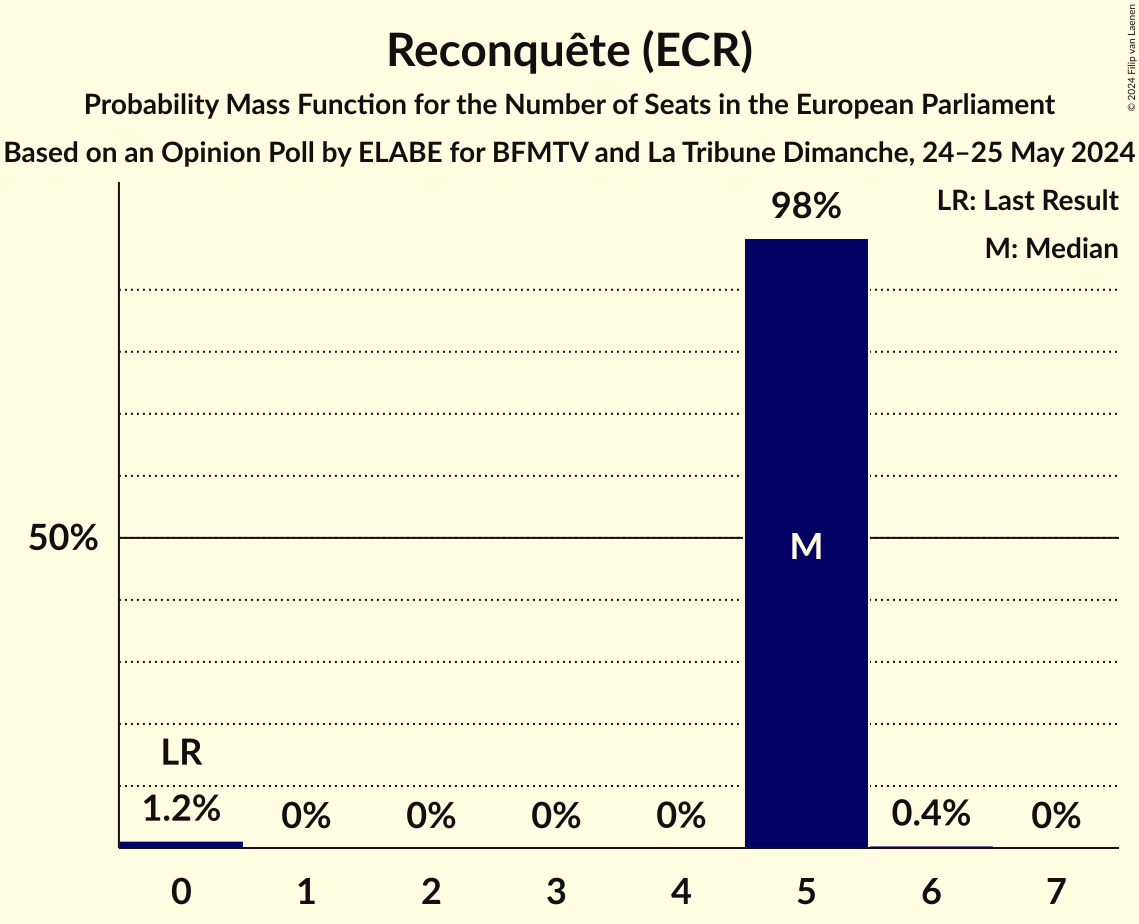 Reconquête (ECR)
Probability Mass Function for the Number of Seats in the European Parliament
Based on an Opinion Poll by ELABE for BFMTV and La Tribune Dimanche, 24–25 May 2024
© 2024 Filip van Laenen
98%
LR: Last Result
M: Median
50%
M
LR
1.2%
0%
0%
0%
0%
0.4%
0%
0 1 2 3 4 5 6 7